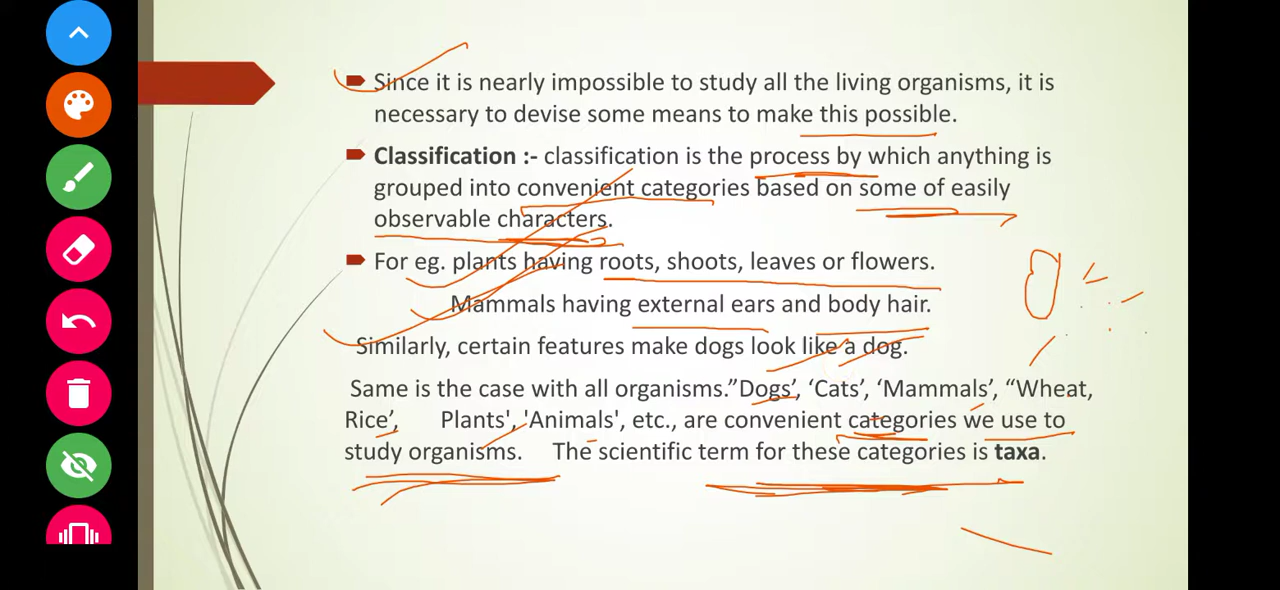 Since it is nearly impossible to study all the living organisms, it is
necessary to devise some means to make this possible.
Classification :- classification is the process by which anything is
grouped into convenient categories based on some of easily
observable characters.
For eg. plants having roots, shoots, leaves or flowers.
Mammals having external ears and body hair.
Similarly, certain features make dogs look like a dog.
Same is the case with all organisms.”Dogs’, ‘Cats’, ‘Mammals’, “Wheat,
Rice’, Plants', 'Animals', etc., are convenient categories we use to
study organisms. The scientific term for these categories is taxa.